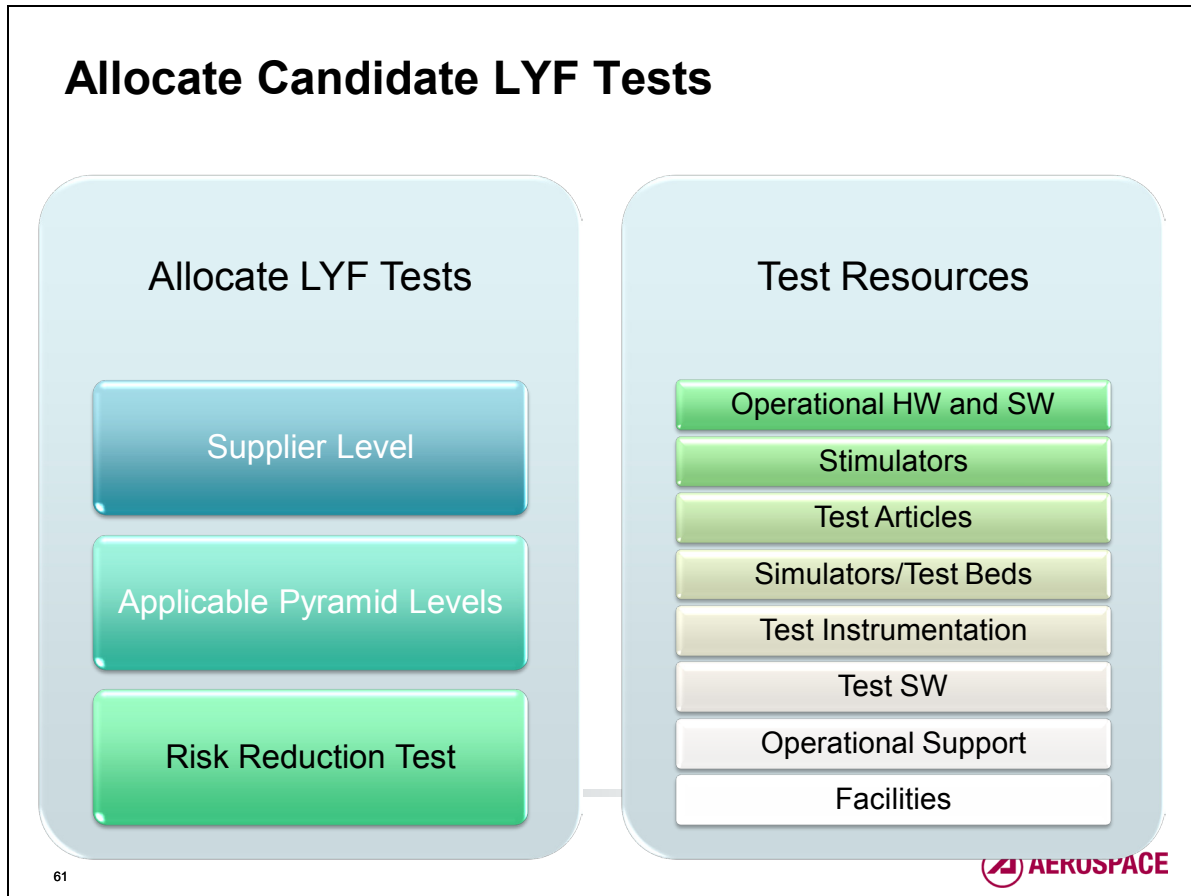 Allocate Candidate LYF Tests
Allocate LYF Tests
Supplier Level
Applicable Pyramid Levels
Risk Reduction Test
Test Resources
Operational HW and SW
Stimulators
Test Articles
Simulators/Test Beds
Test Instrumentation
Test SW
Operational Support
Facilities
61
AEROSPACE